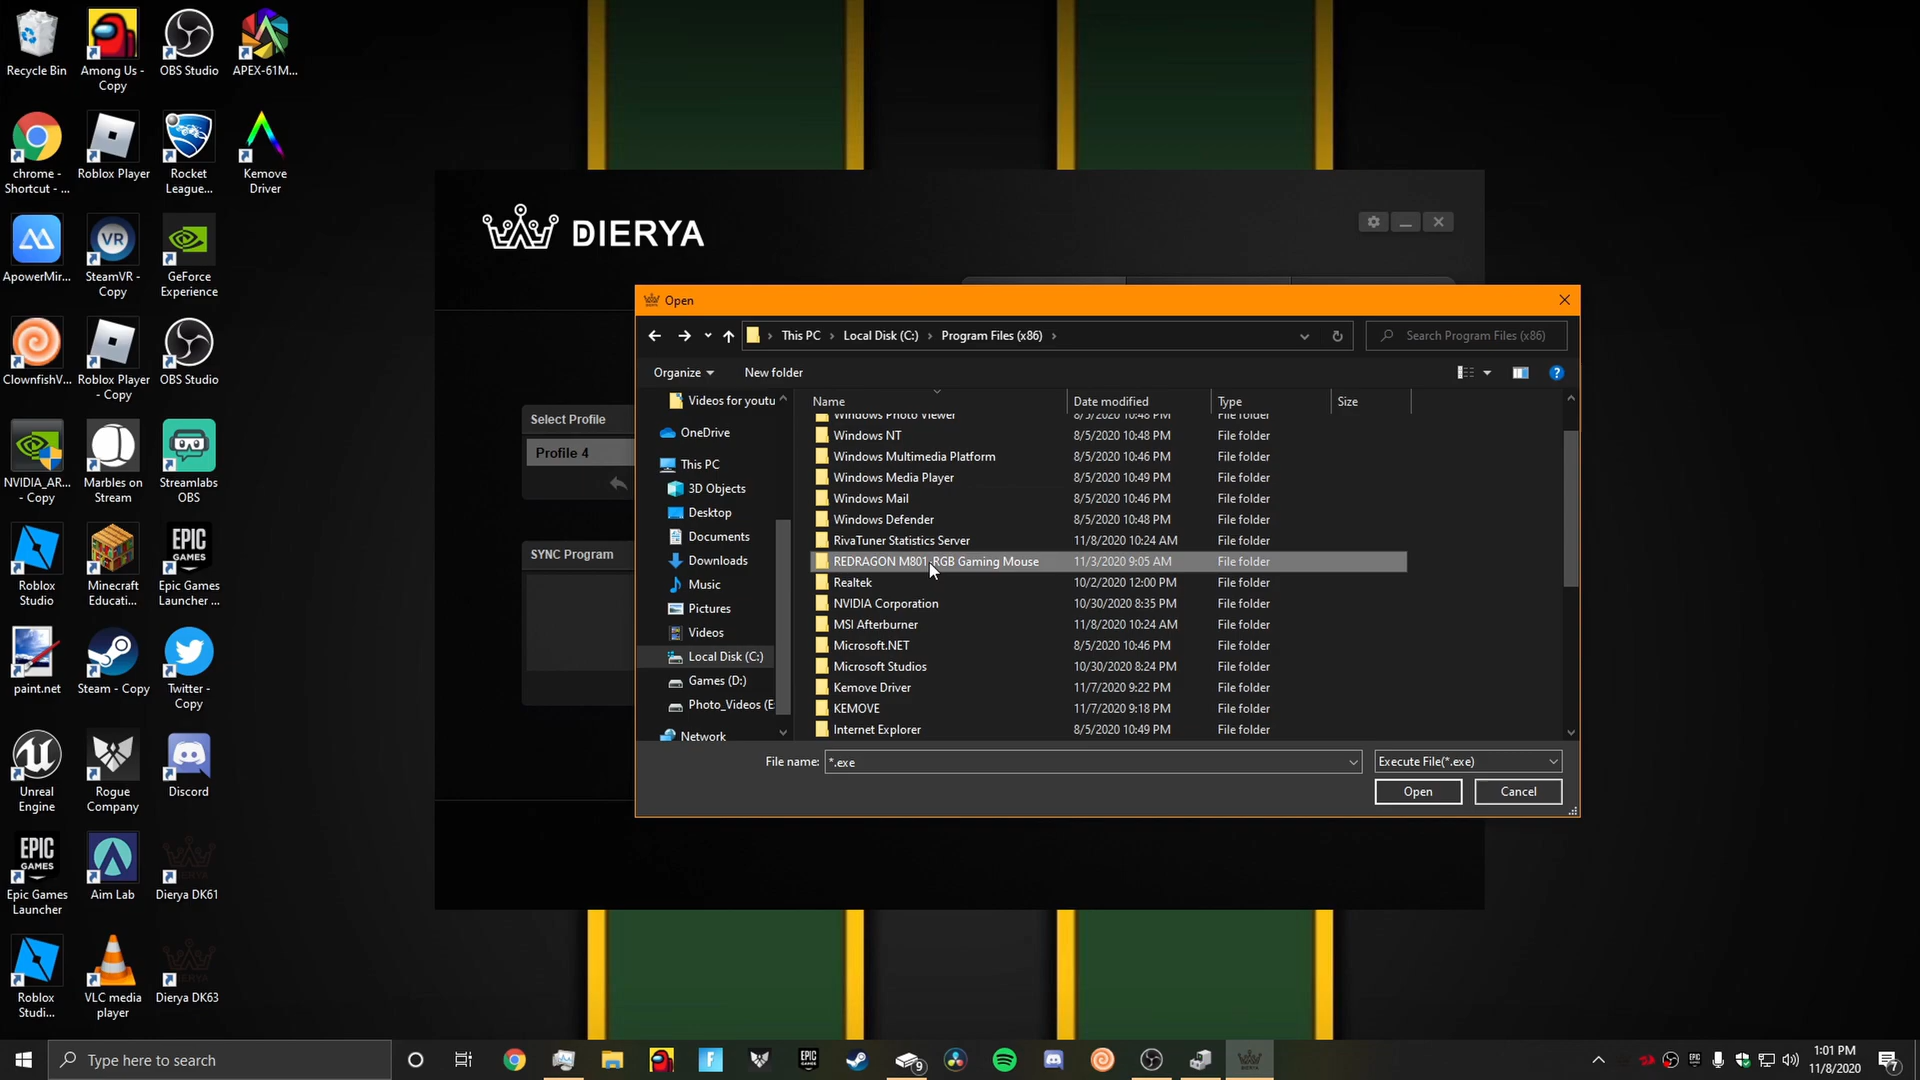 Recycle Bin
Among Us - Copy
OBS Studio
APEX-61M...
chrome - Shortcut - ...
Roblox Player
Rocket League...
Kemove Driver
ApowerMir...
SteamVR - Copy
GeForce Experience
ClownfishV...
Roblox Player - Copy
OBS Studio
NVIDIA_AR... - Copy
Marbles on Stream
Streamlabs OBS
Roblox Studio
Minecraft Educati...
Epic Games Launcher ...
paint.net
Steam - Copy
Twitter - Copy
Unreal Engine
Rogue Company
Discord
Epic Games Launcher
Aim Lab
Dierya DK61
Roblox Studi...
VLC media player
Dierya DK63
DIERYA
Select Profile
Profile 4
SYNC Program
Open
This PC
Local Disk (C:)
Program Files (x86)
Search Program Files (x86)
Organize
New folder
Videos for youtu
OneDrive
This PC
3D Objects
Desktop
Documents
Downloads
Music
Pictures
Videos
Local Disk (C:)
Games (D:)
Photo_Videos (E
Network
Name Date modified Type Size
Windows Photo Viewer 8/5/2020 10:48 PM File folder
Windows NT 8/5/2020 10:48 PM File folder
Windows Multimedia Platform 8/5/2020 10:46 PM File folder
Windows Media Player 8/5/2020 10:49 PM File folder
Windows Mail 8/5/2020 10:46 PM File folder
Windows Defender 8/5/2020 10:48 PM File folder
RivaTuner Statistics Server 11/8/2020 10:24 AM File folder
REDRAGON M801 RGB Gaming Mouse 11/3/2020 9:05 AM File folder
Realtek 10/2/2020 12:00 PM File folder
NVIDIA Corporation 10/30/2020 8:35 PM File folder
MSI Afterburner 11/8/2020 10:24 AM File folder
Microsoft.NET 8/5/2020 10:46 PM File folder
Microsoft Studios 10/30/2020 8:24 PM File folder
Kemove Driver 11/7/2020 9:22 PM File folder
KEMOVE 11/7/2020 9:18 PM File folder
Internet Explorer 8/5/2020 10:49 PM File folder
File name: *.exe
Execute File(*.exe)
Open
Cancel
Type here to search
9
1:01 PM
11/8/2020
7